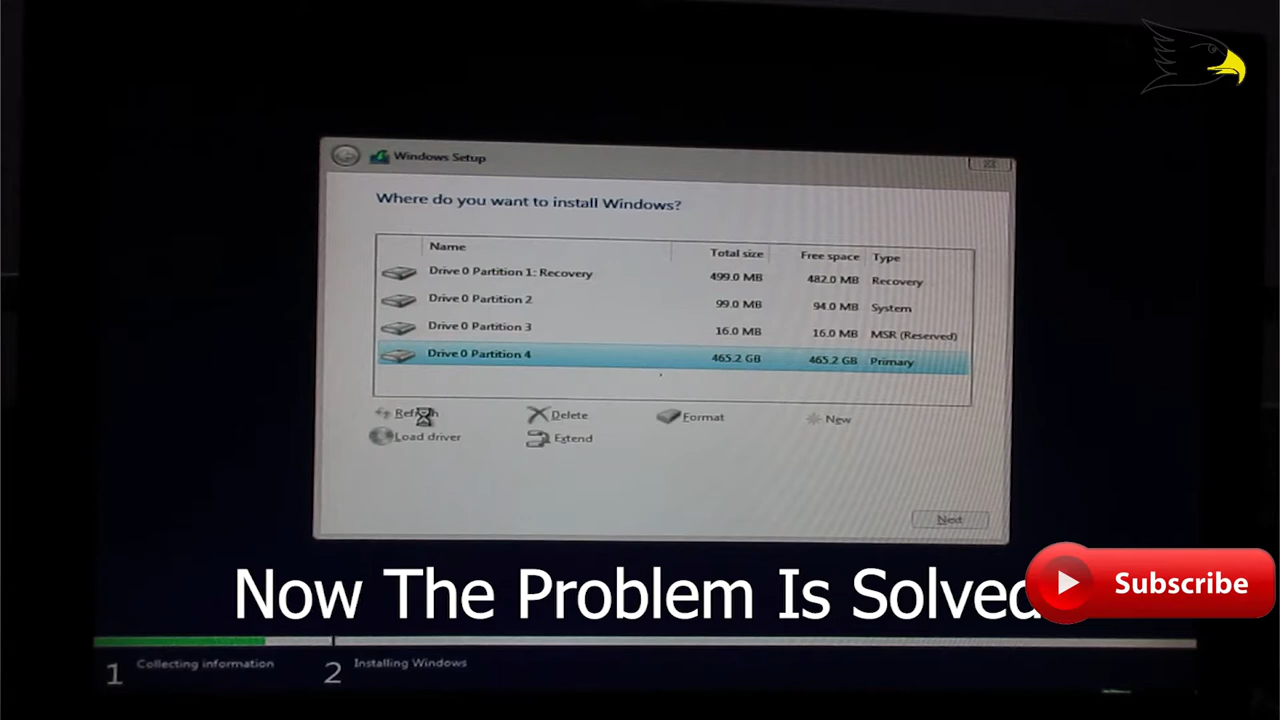 Windows Setup
Where do you want to install Windows?
Name Total size Free space Type
Drive 0 Partition 1: Recovery 499.0 MB 482.0 MB Recovery
Drive 0 Partition 2 99.0 MB 94.0 MB System
Drive 0 Partition 3 16.0 MB 16.0 MB MSR (Reserved)
Drive 0 Partition 4 465.2 GB 465.2 GB Primary
Refresh Delete Format New
Load driver Extend
Next
Now The Problem Is Solved
Subscribe
1 Collecting information 2 Installing Windows